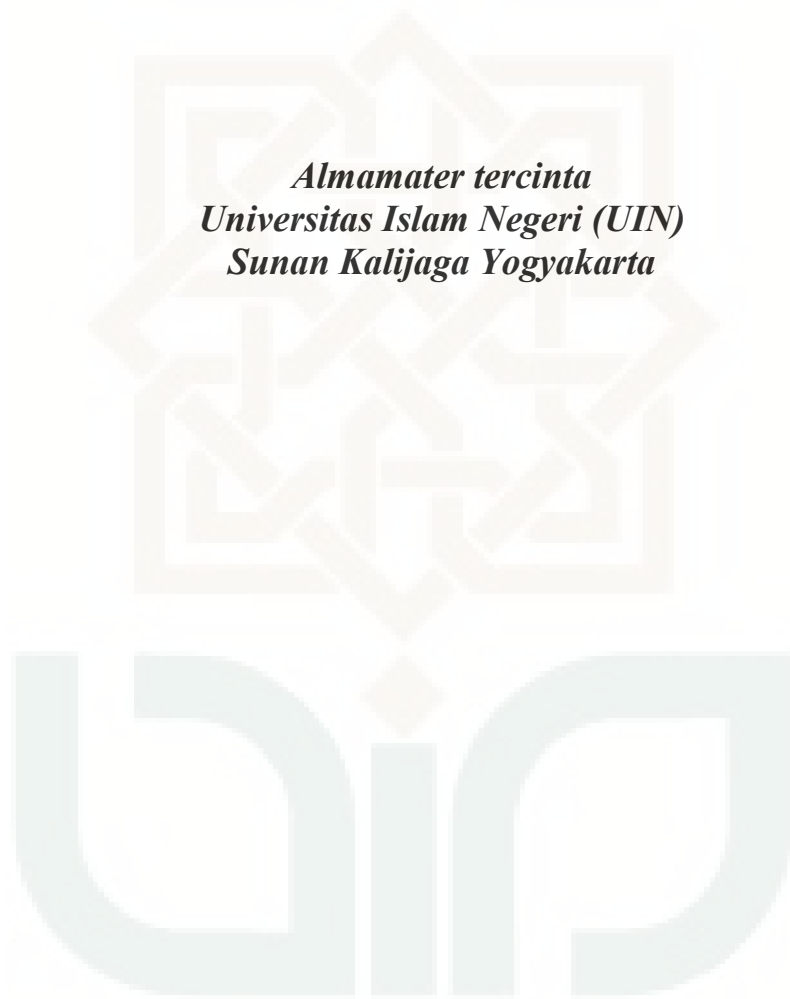 Almamater tercinta
Universitas Islam Negeri (UIN)
Sunan Kalijaga Yogyakarta